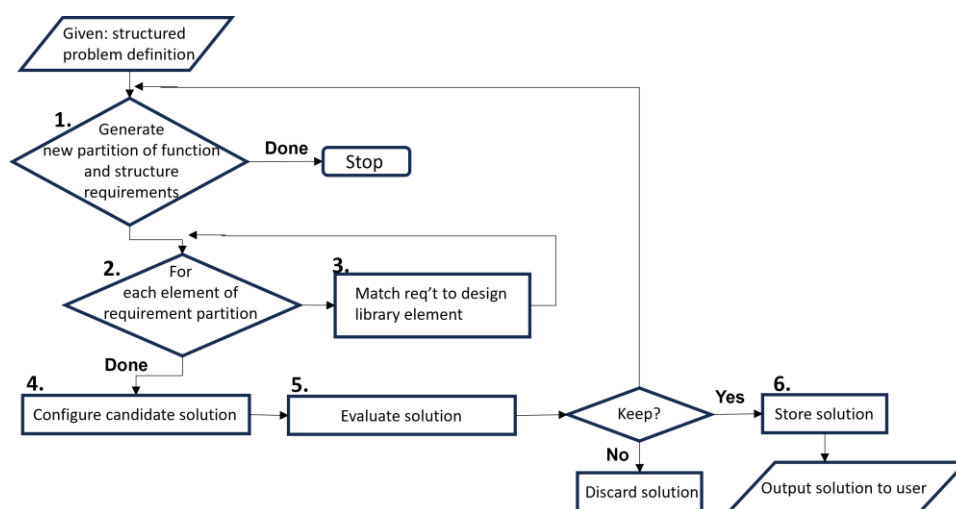 Given: structured
problem definition
1.
Generate
new partition of function
and structure
requirements
Done
Stop
2.
For
each element of
requirement partition
3.
Match req't to design
library element
Done
4.
Configure candidate solution
5.
Evaluate solution
Keep?
Yes
6.
Store solution
No
Discard solution
Output solution to user